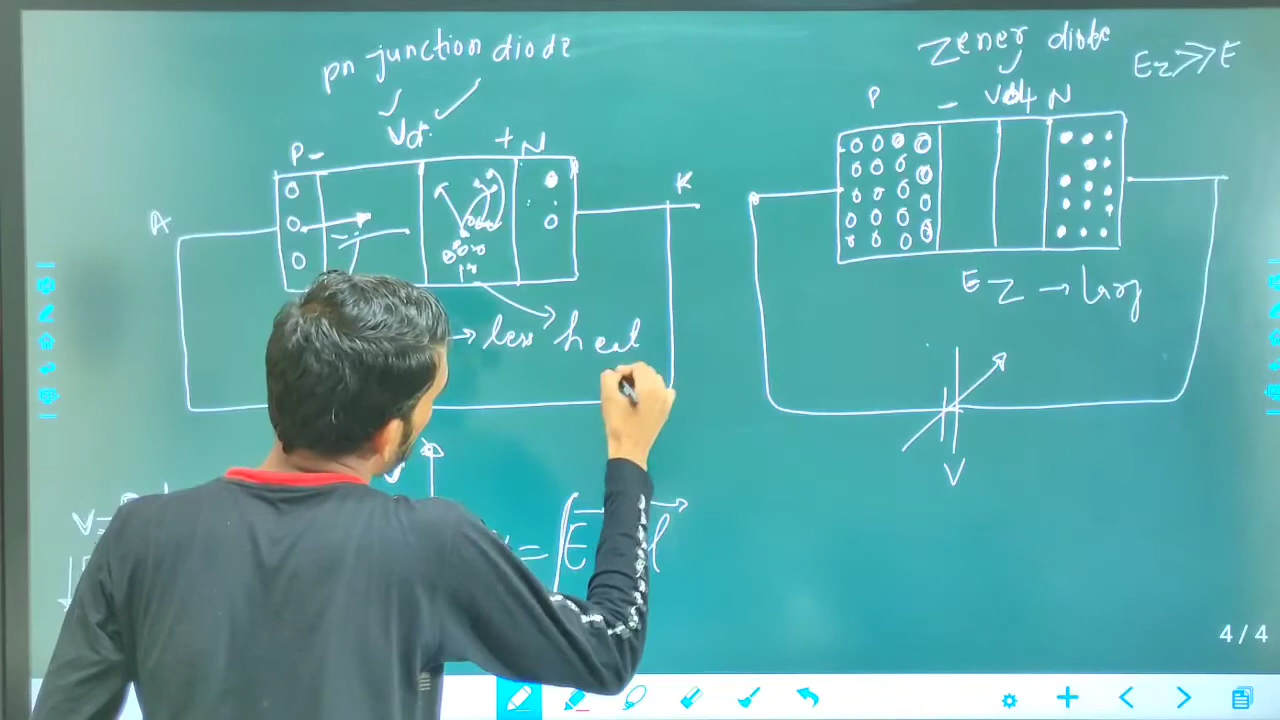 pn junction diode
Vd
P - + N
A
K
→ less heat
V =
= ∫E l
zener diode
Ez >> E
P - + N
Ez → larg
V
4 / 4